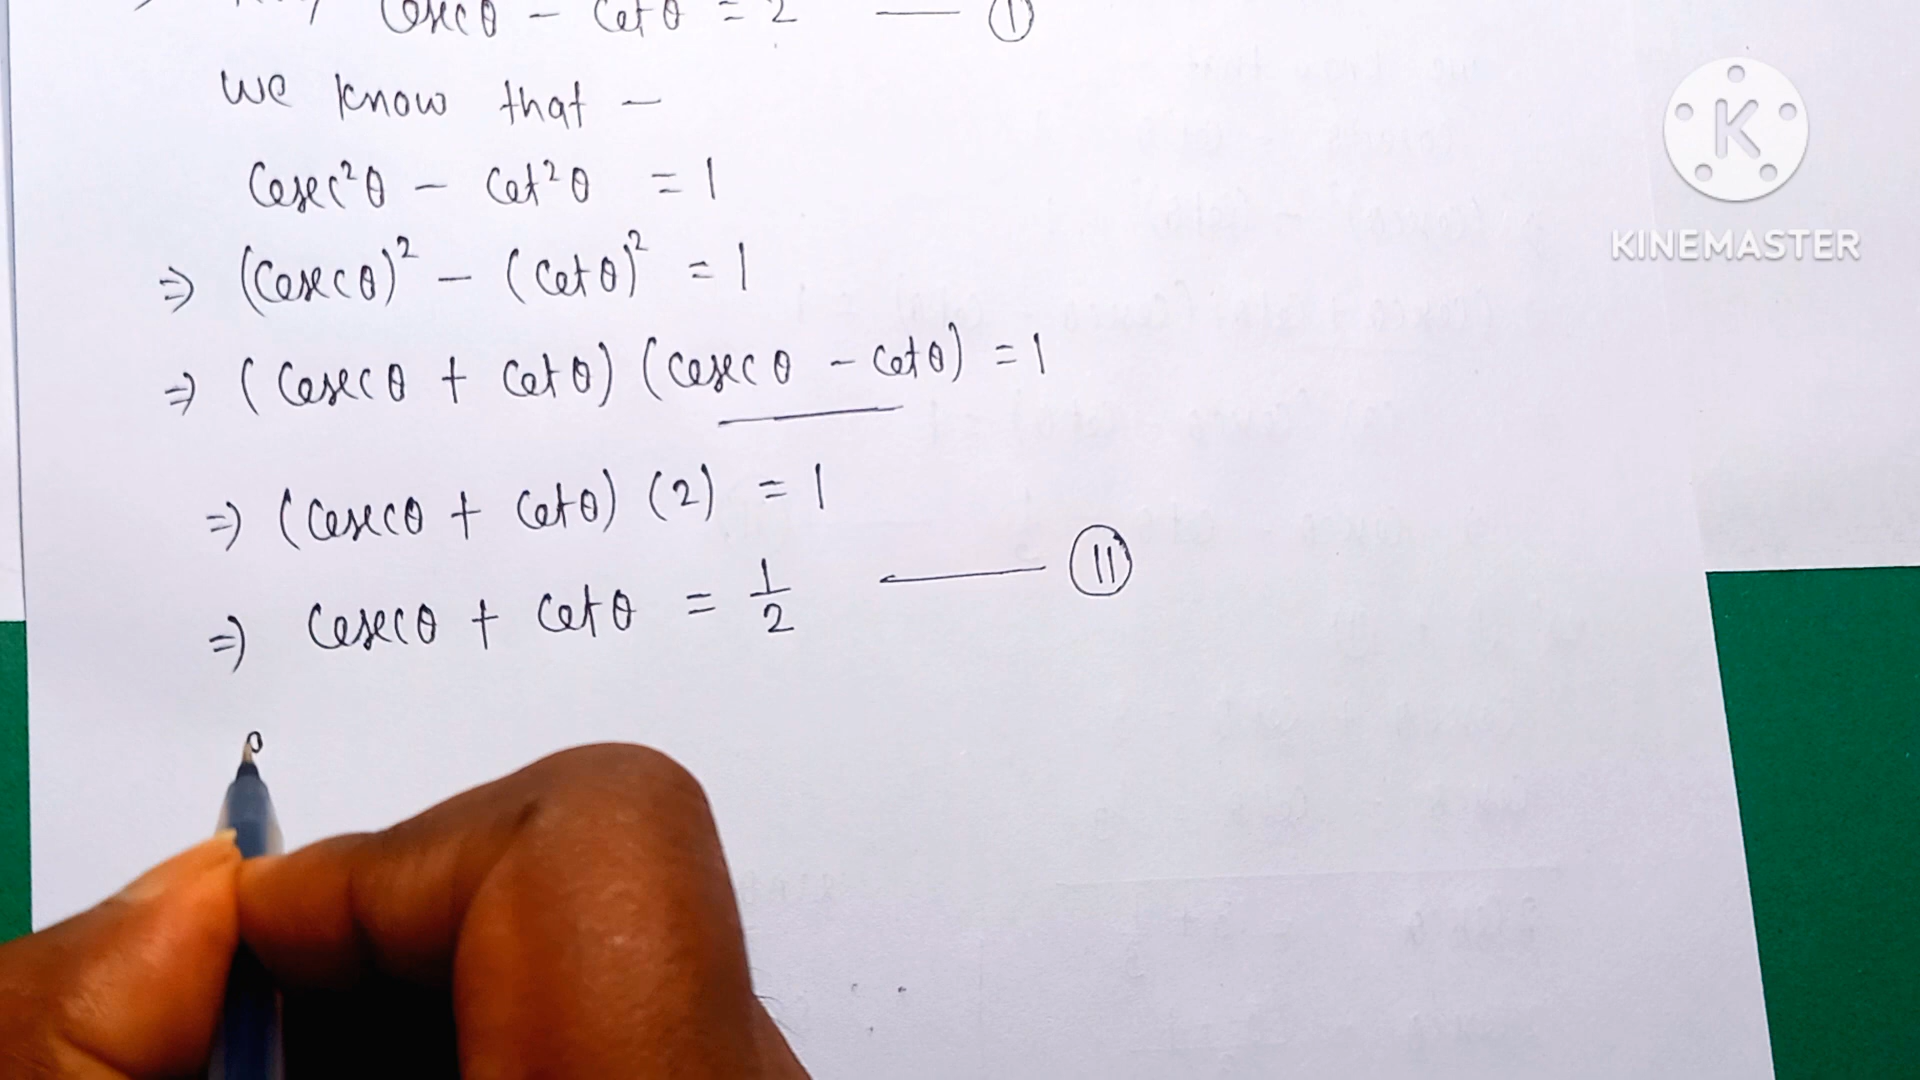 Cosecθ - Cotθ = 2 —— I
we know that -
Cosec²θ - Cot²θ = 1
⇒ (Cosecθ)² - (Cotθ)² = 1
⇒ (Cosecθ + Cotθ) (Cosecθ - Cotθ) = 1
⇒ (Cosecθ + Cotθ) (2) = 1
⇒ Cosecθ + Cotθ = 1/2 —— II
KINEMASTER